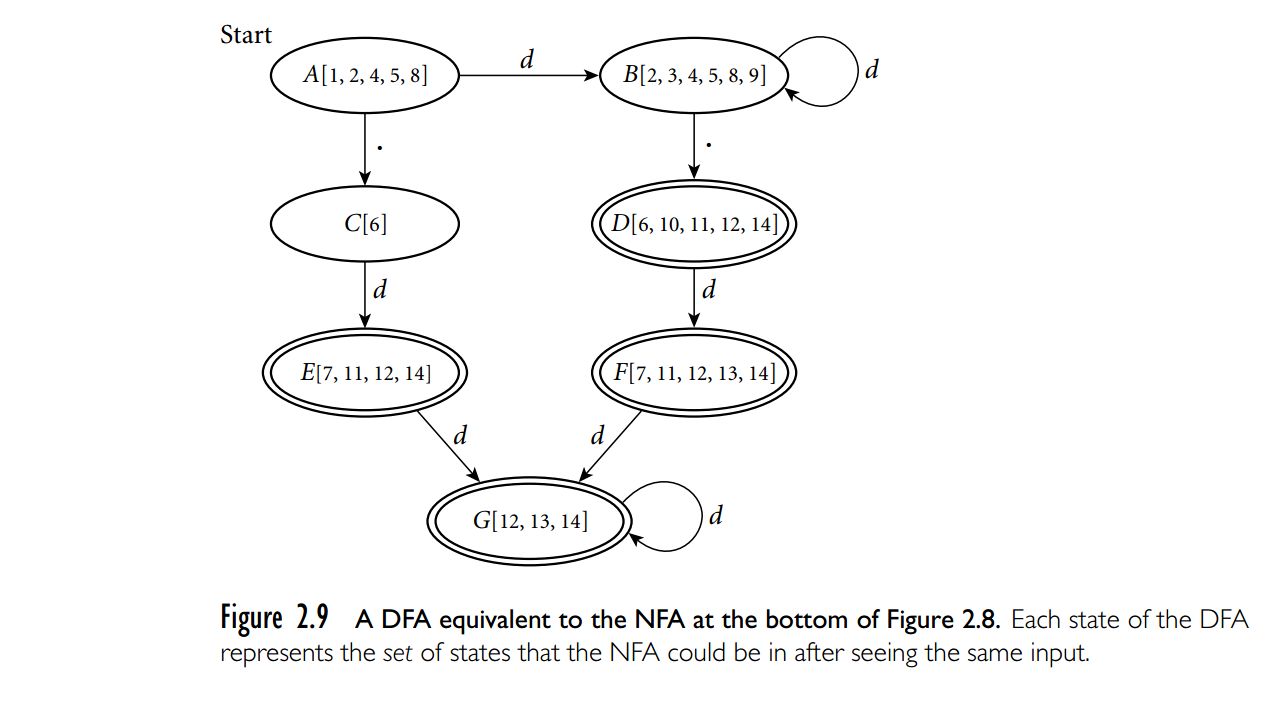 Start
A[1, 2, 4, 5, 8]
d
B[2, 3, 4, 5, 8, 9]
d
.
.
C[6]
D[6, 10, 11, 12, 14]
d
d
E[7, 11, 12, 14]
F[7, 11, 12, 13, 14]
d
d
G[12, 13, 14]
d
Figure 2.9 A DFA equivalent to the NFA at the bottom of Figure 2.8. Each state of the DFA
represents the set of states that the NFA could be in after seeing the same input.